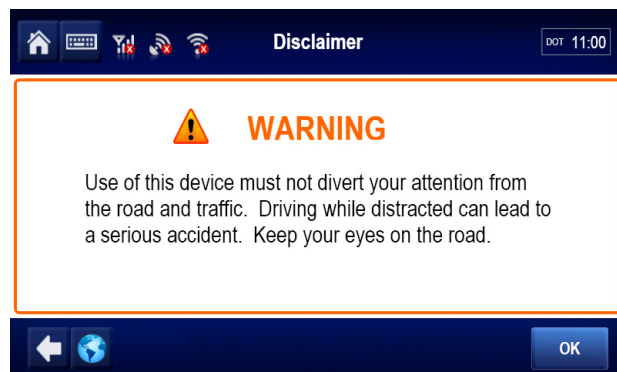 Disclaimer
DOT 11:00
WARNING
Use of this device must not divert your attention from
the road and traffic.  Driving while distracted can lead to
a serious accident.  Keep your eyes on the road.
OK